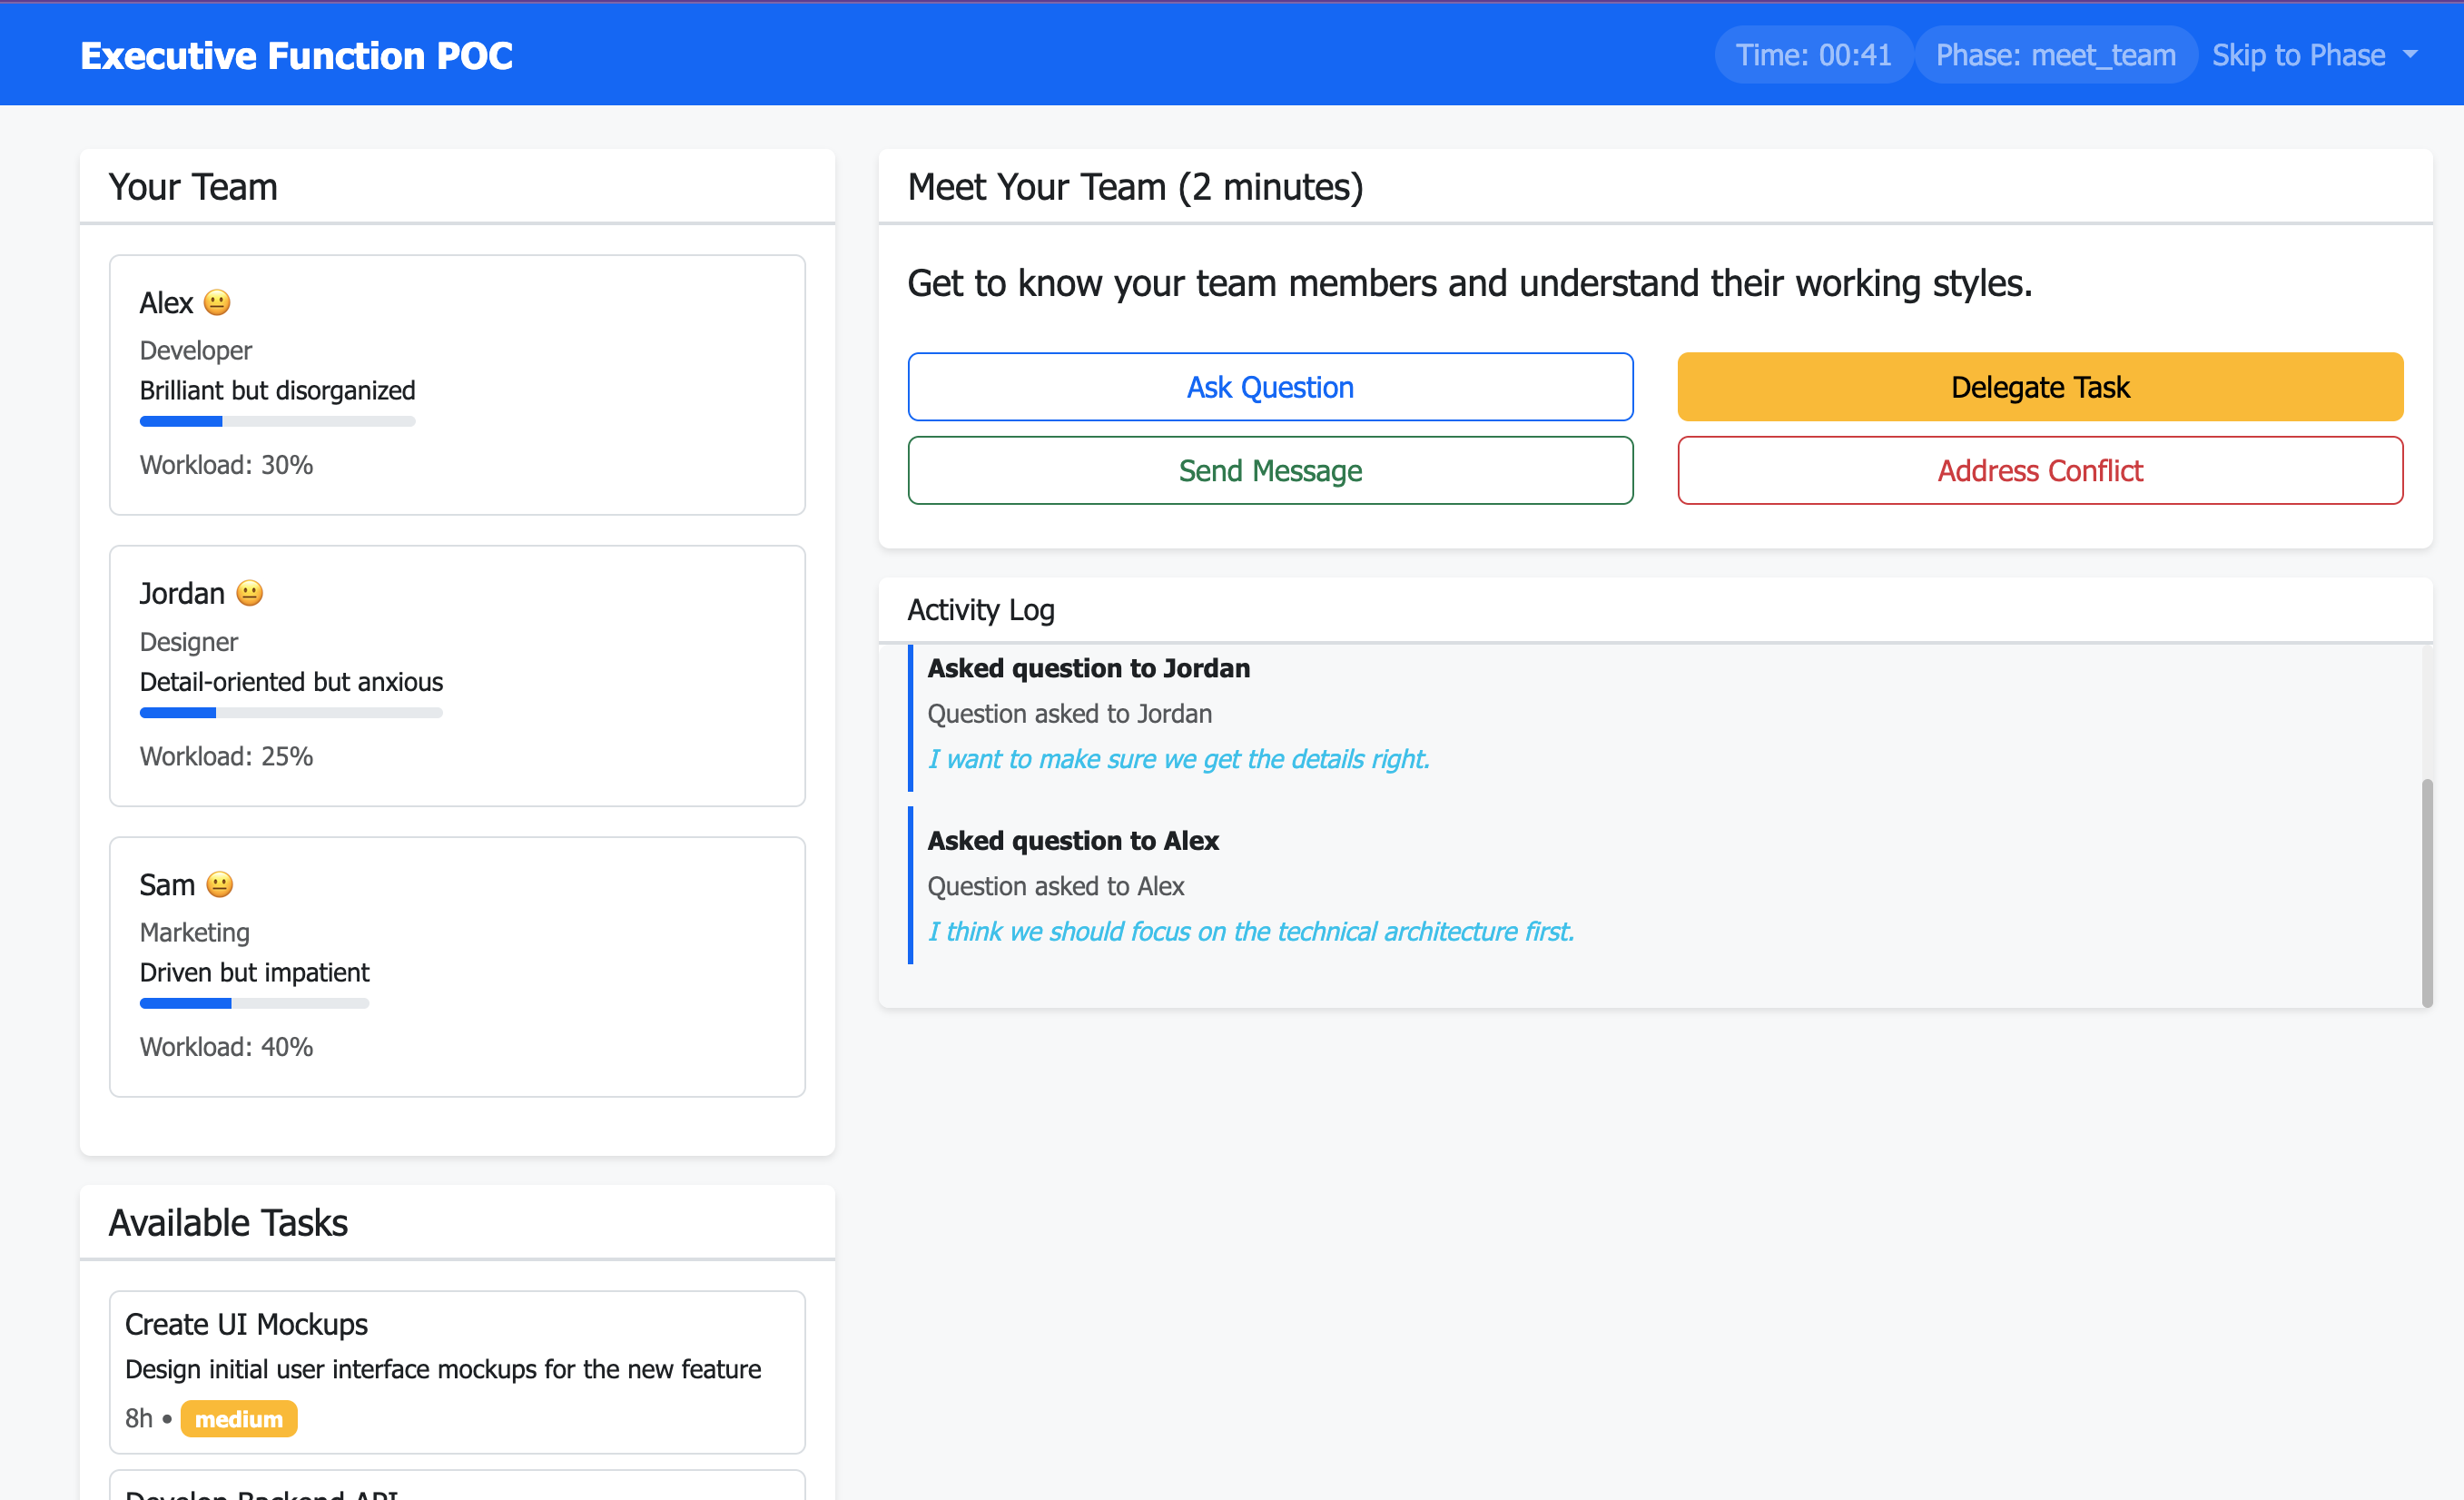 Executive Function POC
Time: 00:41 Phase: meet_team Skip to Phase
Your Team
Alex 😐
Developer
Brilliant but disorganized
Workload: 30%
Jordan 😐
Designer
Detail-oriented but anxious
Workload: 25%
Sam 😐
Marketing
Driven but impatient
Workload: 40%
Available Tasks
Create UI Mockups
Design initial user interface mockups for the new feature
8h • medium
Develop Backend API
Meet Your Team (2 minutes)
Get to know your team members and understand their working styles.
Ask Question
Delegate Task
Send Message
Address Conflict
Activity Log
Asked question to Jordan
Question asked to Jordan
I want to make sure we get the details right.
Asked question to Alex
Question asked to Alex
I think we should focus on the technical architecture first.